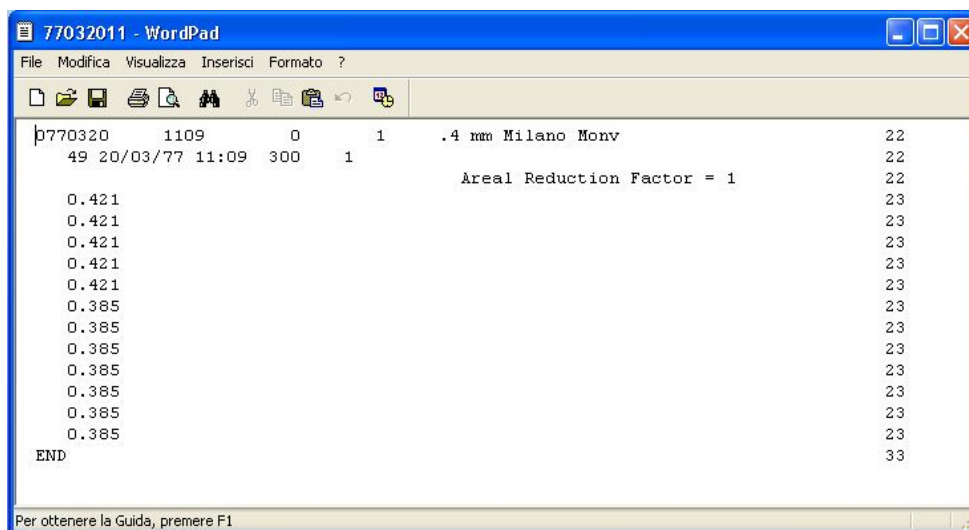 77032011 - WordPad
File Modifica Visualizza Inserisci Formato ?
0770320 1109 0 1 .4 mm Milano Monv 22
49 20/03/77 11:09 300 1 22
Areal Reduction Factor = 1 22
0.421 23
0.421 23
0.421 23
0.421 23
0.421 23
0.385 23
0.385 23
0.385 23
0.385 23
0.385 23
0.385 23
0.385 23
END 33
Per ottenere la Guida, premere F1